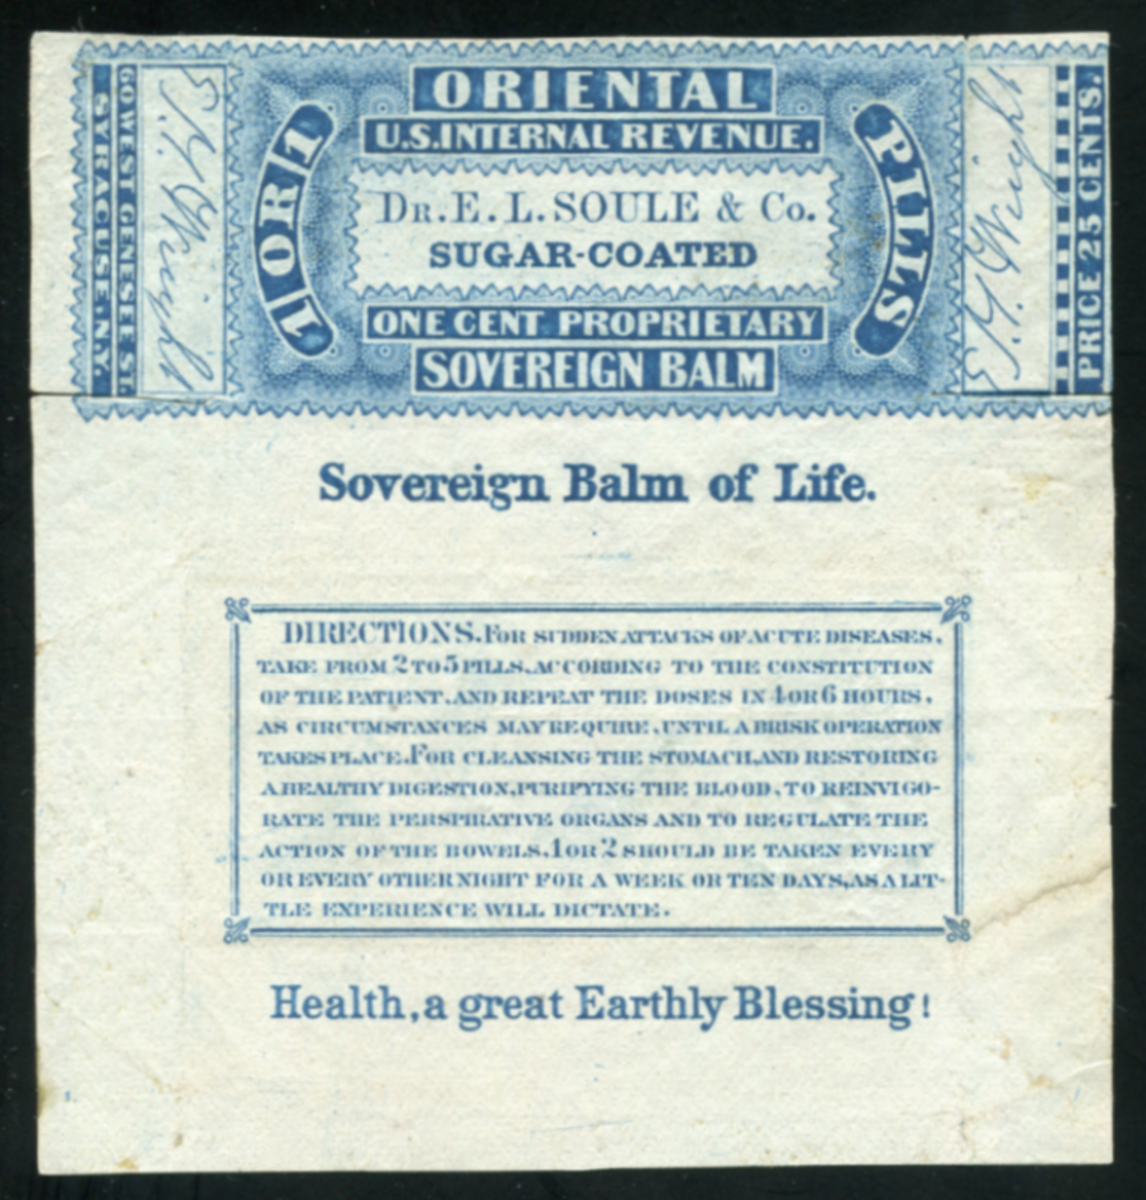 ORIENTAL
U.S. INTERNAL REVENUE.
DR. E. L. SOULE & CO.
SUGAR-COATED
ONE CENT PROPRIETARY
SOVEREIGN BALM
1 OR 1
PILLS
60 WEST GENESEE ST.
SYRACUSE. N.Y.
PRICE 25 CENTS.
Sovereign Balm of Life.
DIRECTIONS. FOR SUDDEN ATTACKS OF ACUTE DISEASES,
TAKE FROM 2 TO 5 PILLS, ACCORDING TO THE CONSTITUTION
OF THE PATIENT, AND REPEAT THE DOSES IN 4 OR 6 HOURS,
AS CIRCUMSTANCES MAY REQUIRE, UNTIL A BRISK OPERATION
TAKES PLACE. FOR CLEANSING THE STOMACH, AND RESTORING
A HEALTHY DIGESTION, PURIFYING THE BLOOD, TO REINVIGO-
RATE THE PERSPIRATIVE ORGANS AND TO REGULATE THE
ACTION OF THE BOWELS, 1 OR 2 SHOULD BE TAKEN EVERY
OR EVERY OTHER NIGHT FOR A WEEK OR TEN DAYS, AS A LIT-
TLE EXPERIENCE WILL DICTATE.
Health, a great Earthly Blessing!